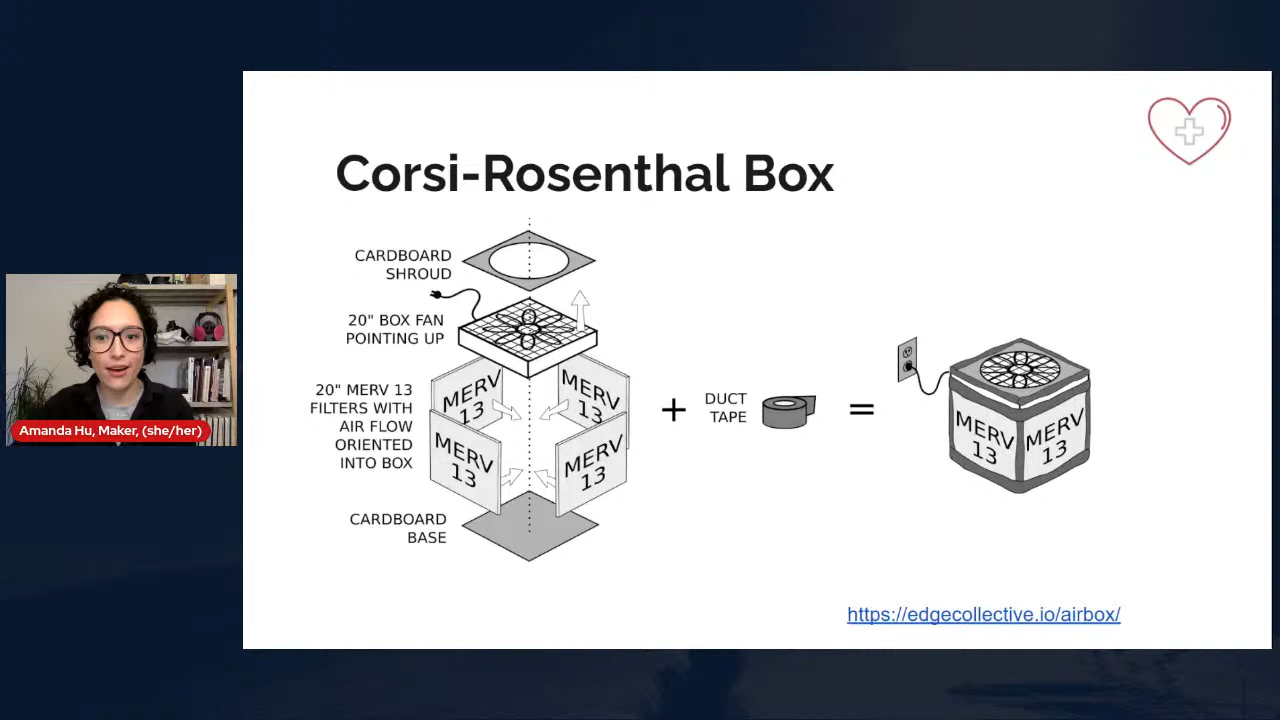 Corsi-Rosenthal Box
CARDBOARD
SHROUD
20" BOX FAN
POINTING UP
20" MERV 13
FILTERS WITH
AIR FLOW
ORIENTED
INTO BOX
MERV
13
MERV
13
MERV
13
MERV
13
CARDBOARD
BASE
+
DUCT
TAPE
=
MERV
13
MERV
13
https://edgecollective.io/airbox/
Amanda Hu, Maker, (she/her)